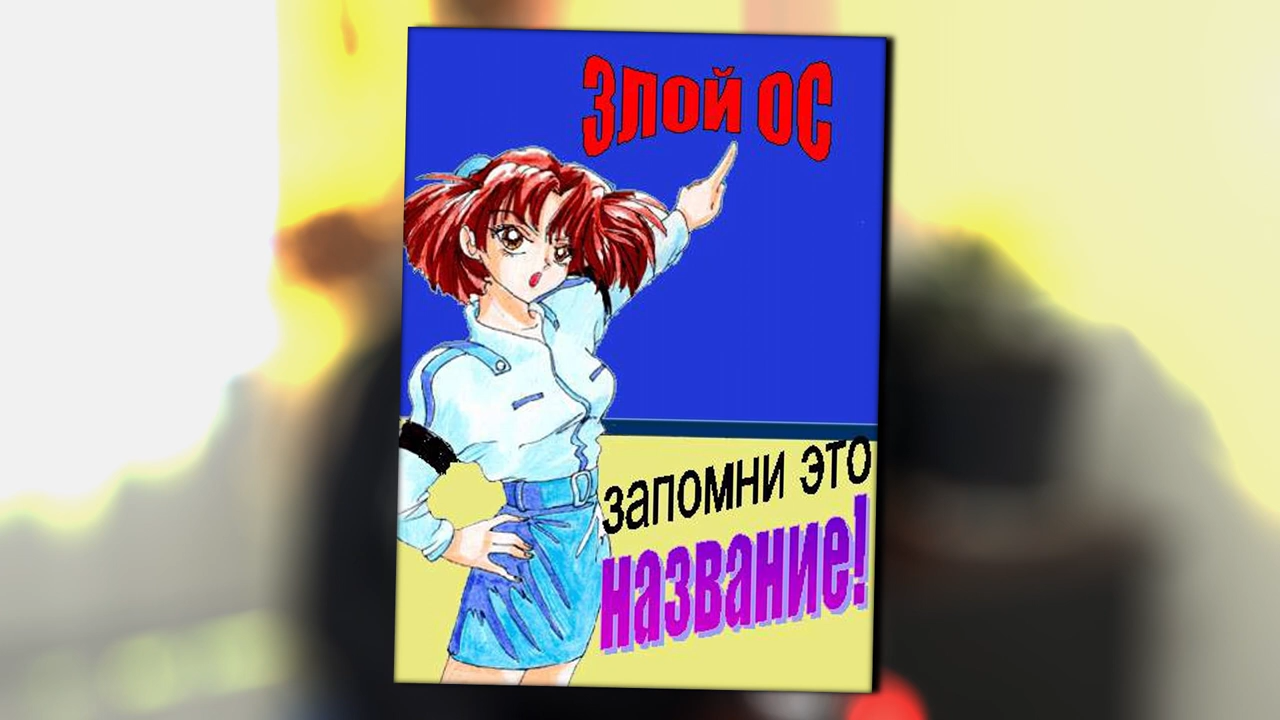 Злой ОС
запомни это
название!